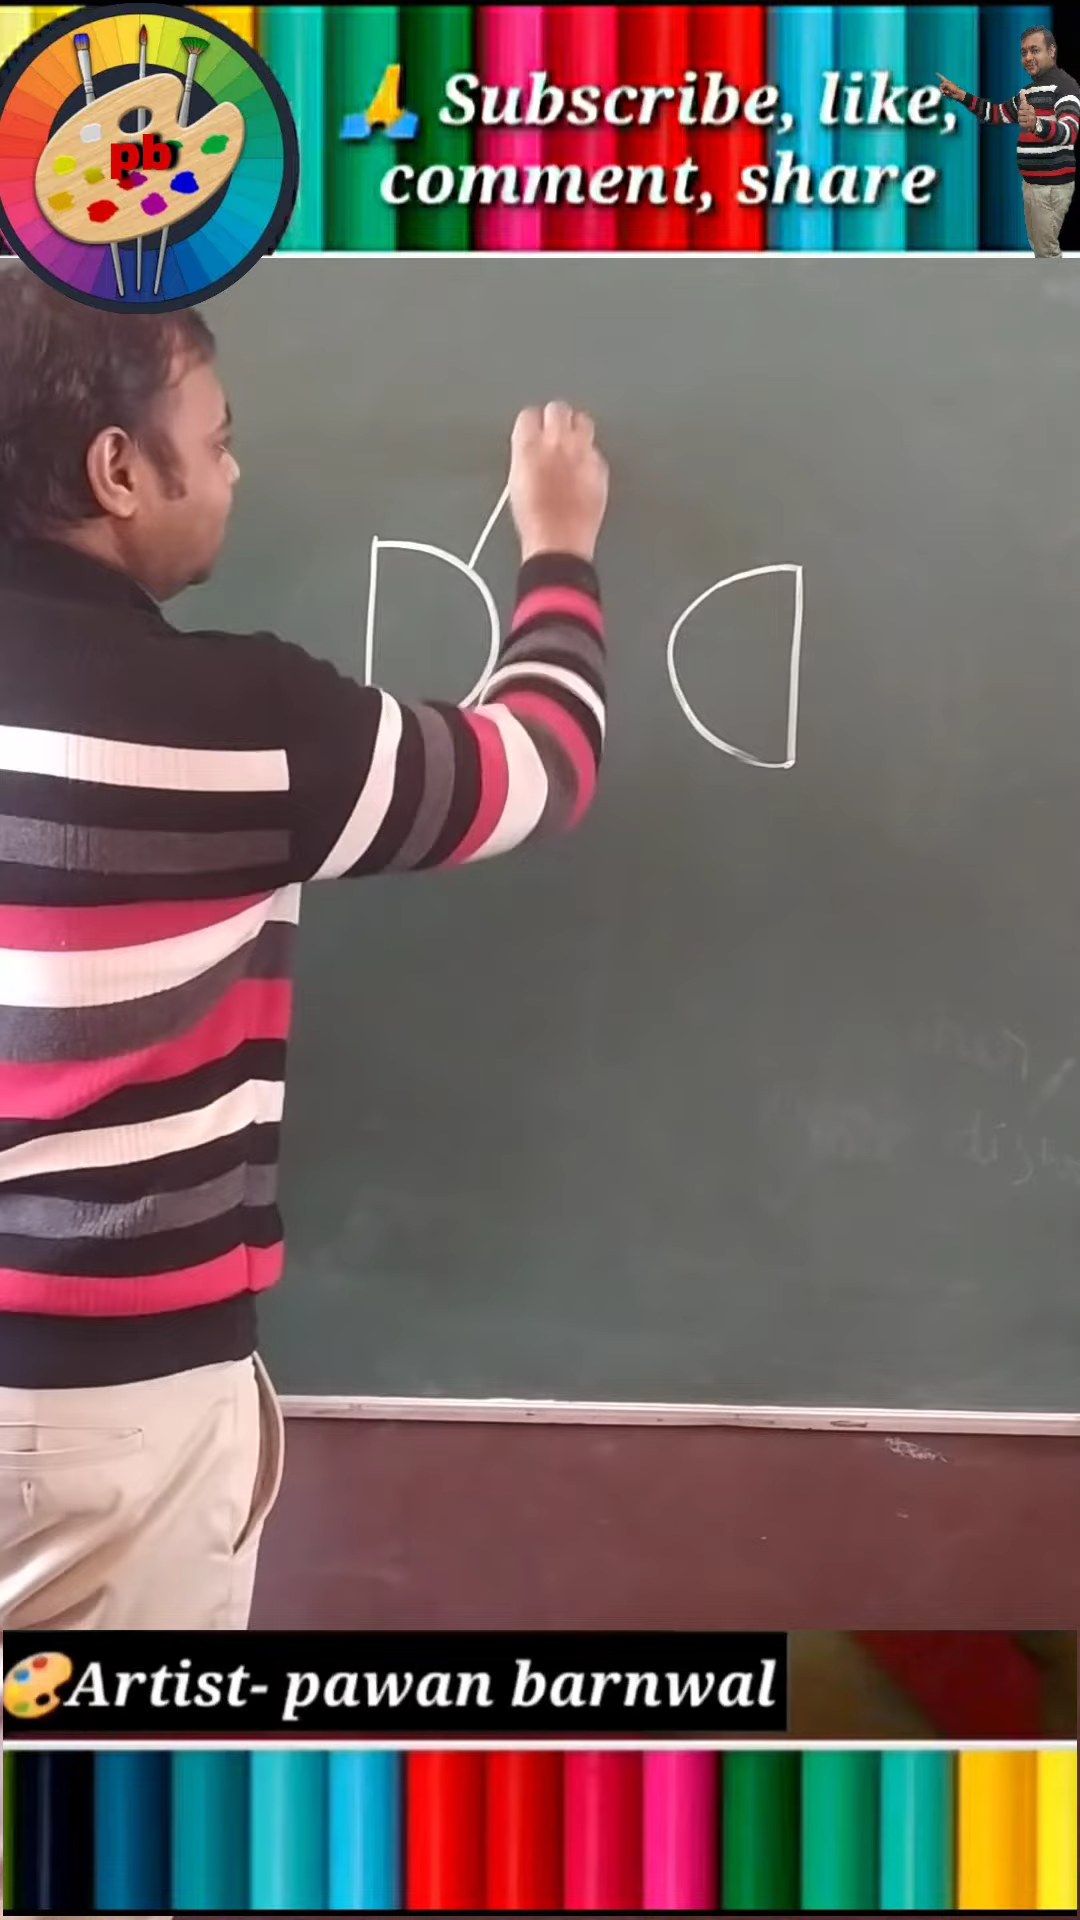 pb
🙏 Subscribe, like,
comment, share
D
🎨Artist- pawan barnwal